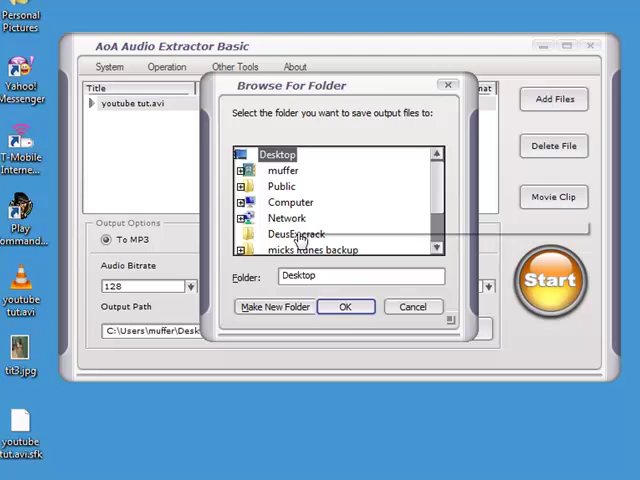 Personal
Pictures
Yahoo!
Messenger
T-Mobile
Interne...
Play
ommand...
youtube
tut.avi
tit3.jpg
youtube
tut.avi.sfk
AoA Audio Extractor Basic
System Operation Other Tools About
Title
youtube tut.avi
mat
Add Files
Delete File
Movie Clip
Start
Output Options
To MP3
Audio Bitrate
128
Output Path
C:\Users\muffer\Desk
Browse For Folder
Select the folder you want to save output files to:
Desktop
muffer
Public
Computer
Network
micks itunes backup
Folder: Desktop
Make New Folder OK Cancel